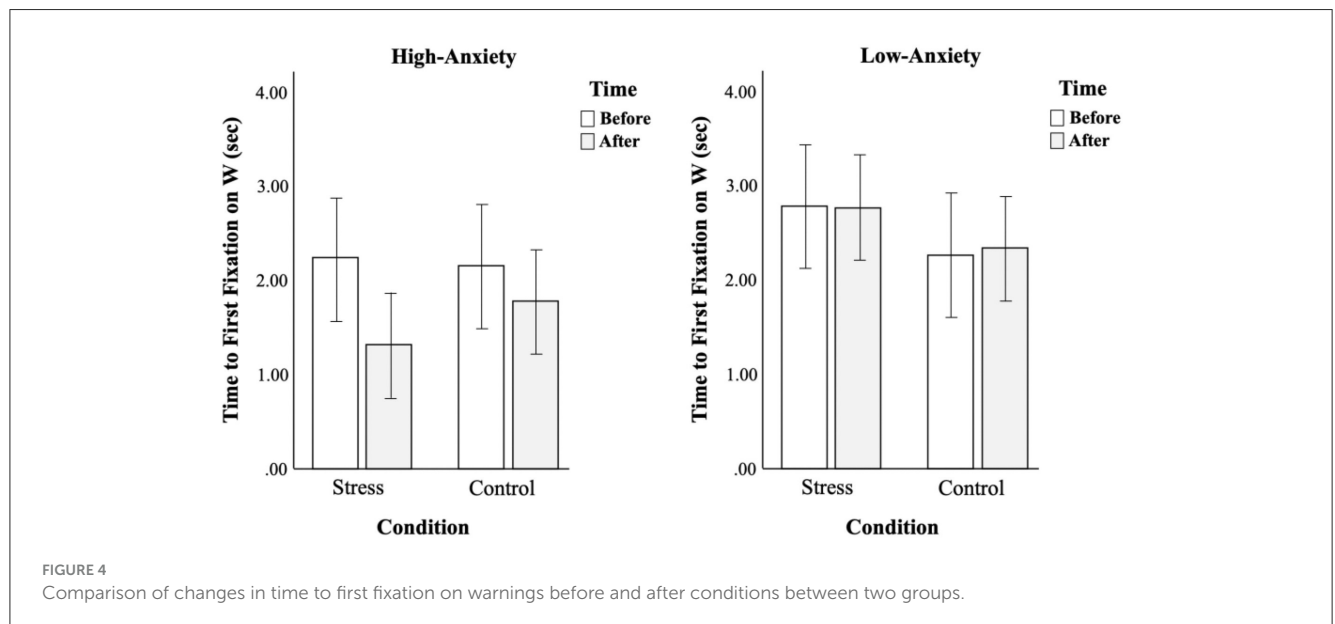 High-Anxiety
Time to First Fixation on W (sec)
4.00
3.00
2.00
1.00
.00
Time
Before
After
Stress Control
Condition
Low-Anxiety
Time to First Fixation on W (sec)
4.00
3.00
2.00
1.00
.00
Time
Before
After
Stress Control
Condition
FIGURE 4
Comparison of changes in time to first fixation on warnings before and after conditions between two groups.